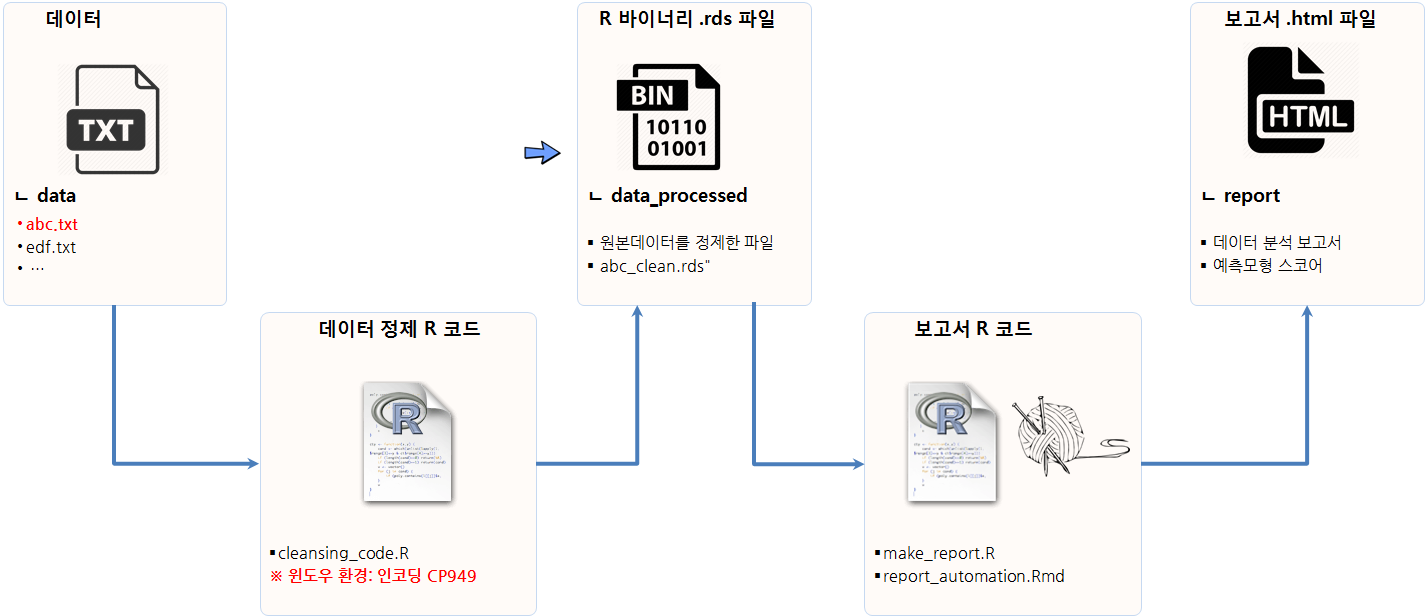 데이터
TXT
ㄴ data
•abc.txt
•edf.txt
• …
데이터 정제 R 코드
R
▪cleansing_code.R
※ 윈도우 환경: 인코딩 CP949
R 바이너리 .rds 파일
BIN
10110
01001
ㄴ data_processed
▪ 원본데이터를 정제한 파일
▪ abc_clean.rds"
보고서 R 코드
R
▪make_report.R
▪report_automation.Rmd
보고서 .html 파일
HTML
ㄴ report
▪ 데이터 분석 보고서
▪ 예측모형 스코어